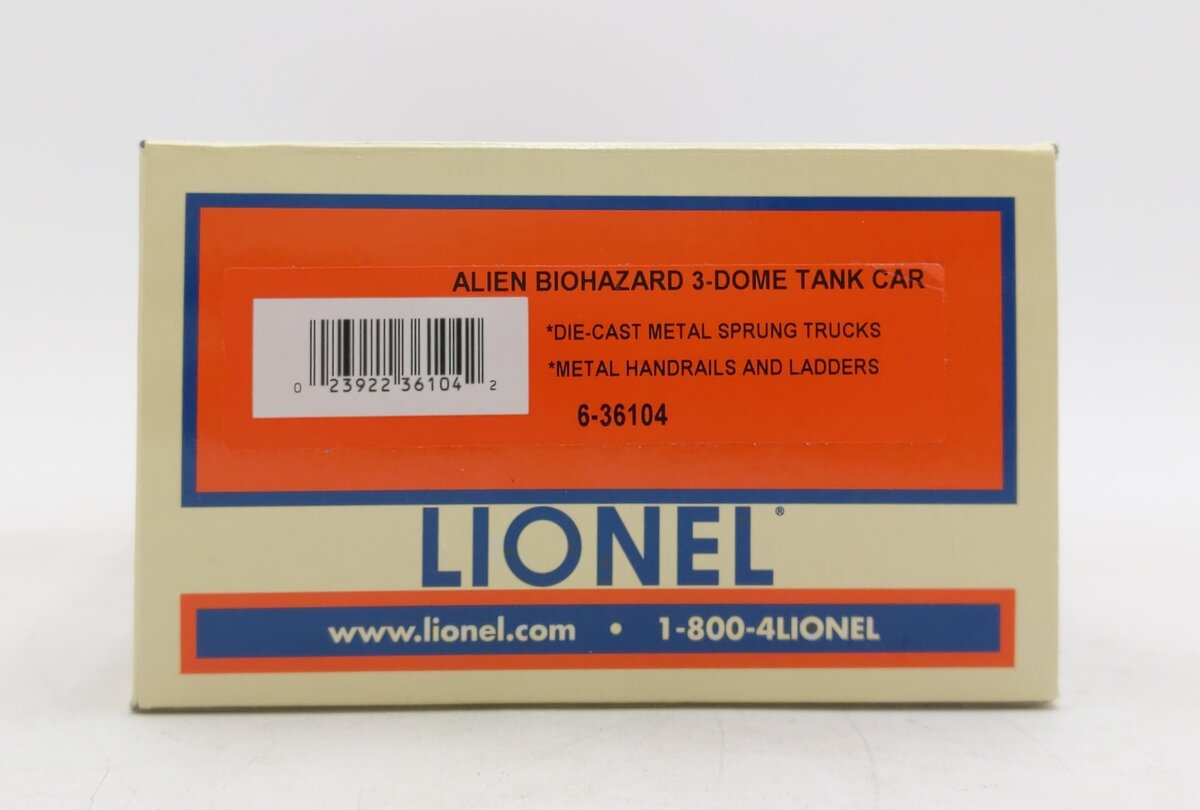 ALIEN BIOHAZARD 3-DOME TANK CAR
*DIE-CAST METAL SPRUNG TRUCKS
*METAL HANDRAILS AND LADDERS
6-36104
0 23922 36104 2
LIONEL®
www.lionel.com • 1-800-4LIONEL